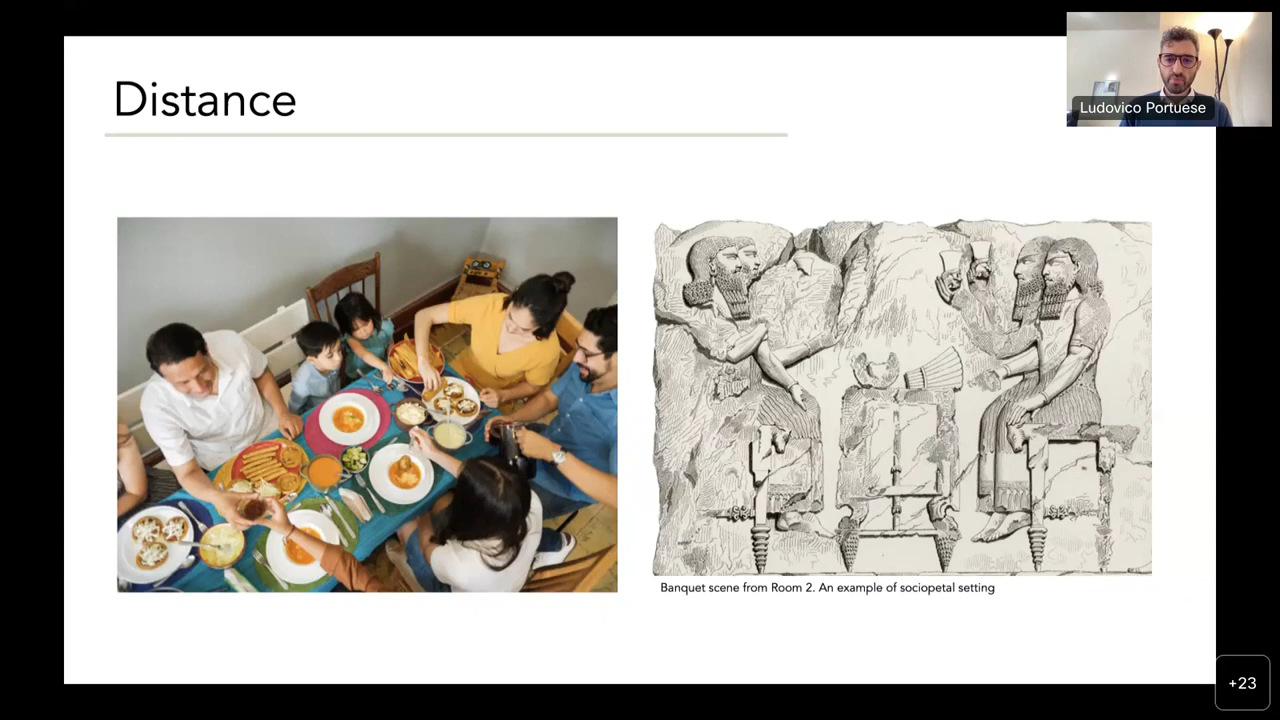 Distance
Ludovico Portuese
Banquet scene from Room 2. An example of sociopetal setting
+23